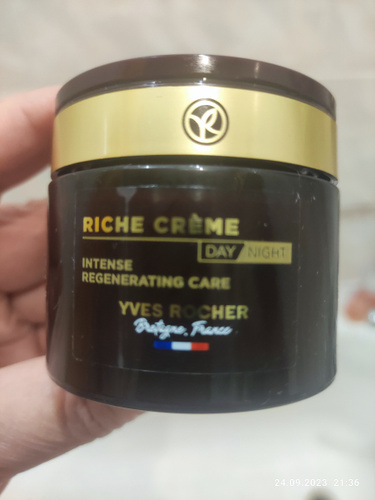 RICHE CRÈME
DAY NIGHT
INTENSE
REGENERATING CARE
YVES ROCHER
Bretagne, France
24.09.2023 21:36